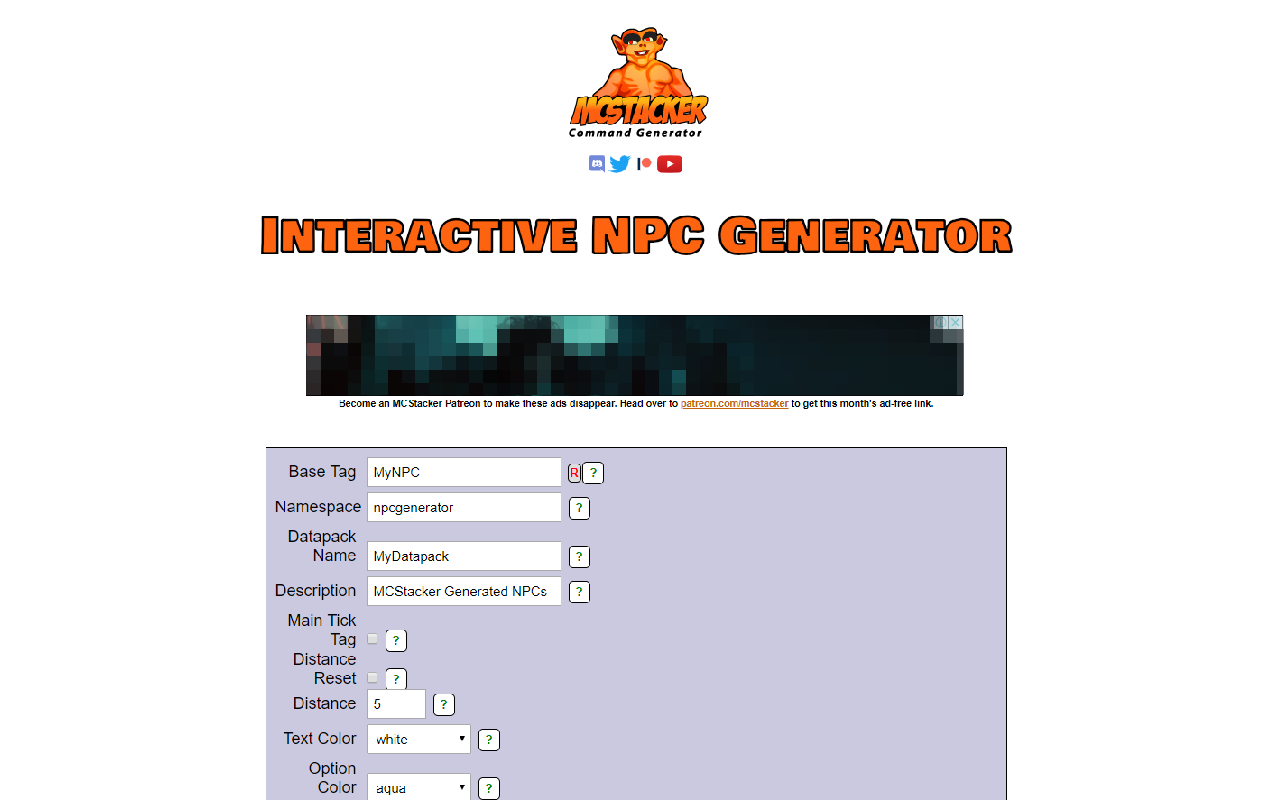 MCSTACKER
Command Generator
INTERACTIVE NPC GENERATOR
Become an MCStacker Patreon to make these ads disappear. Head over to patreon.com/mcstacker to get this month's ad-free link.
Base Tag MyNPC R ?
Namespace npcgenerator ?
Datapack
Name MyDatapack ?
Description MCStacker Generated NPCs ?
Main Tick
Tag ?
Distance
Reset ?
Distance 5 ?
Text Color white ?
Option
Color aqua ?